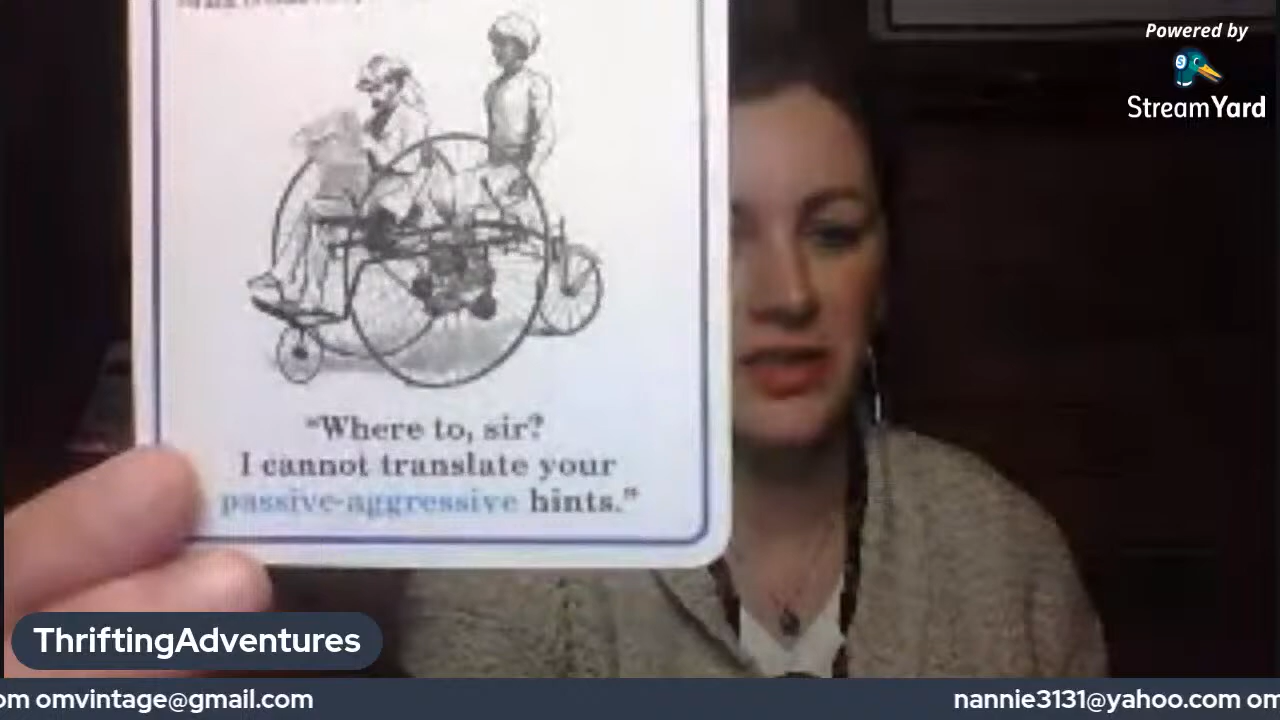 Powered by
StreamYard
"Where to, sir?
I cannot translate your
passive-aggressive hints."
ThriftingAdventures
om omvintage@gmail.com
nannie3131@yahoo.com om